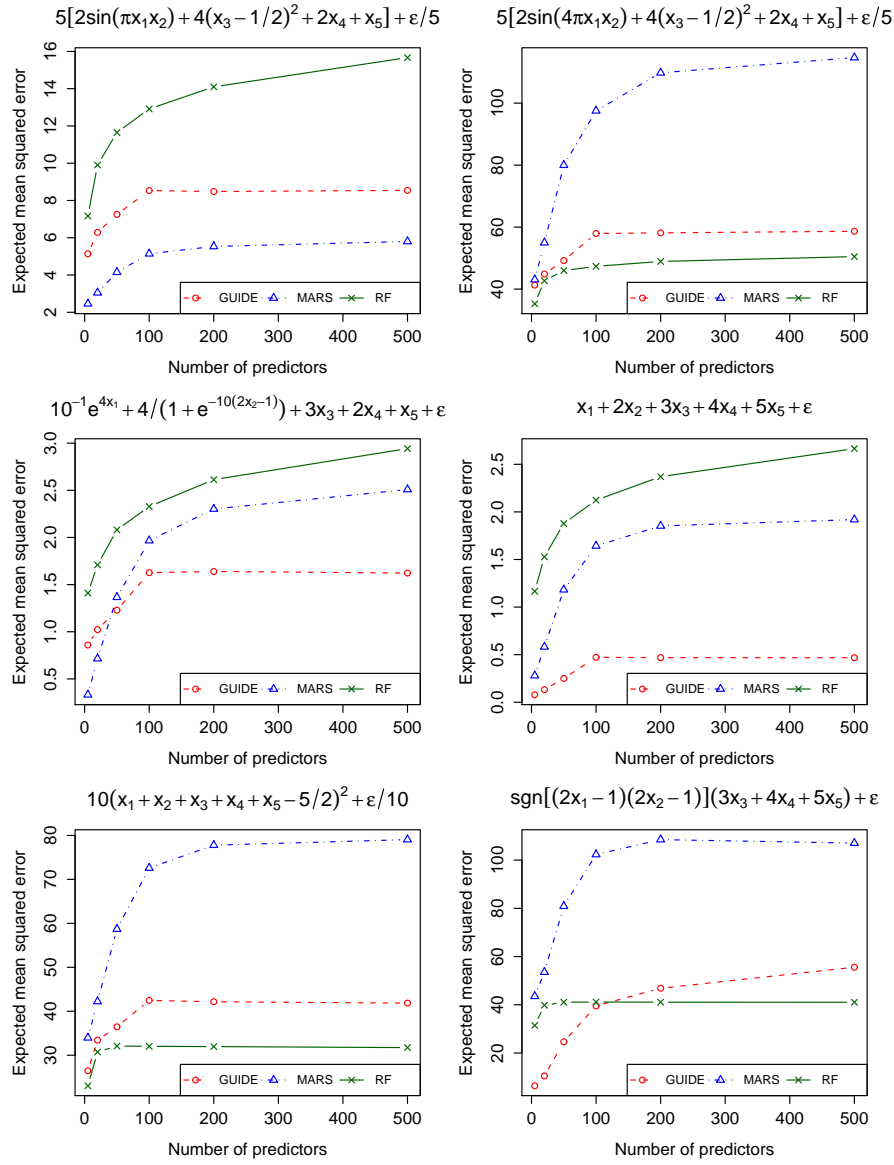 5[2sin(πx₁x₂)+4(x₃−1/2)²+2x₄+x₅]+ε/5
Expected mean squared error
16
14
12
10
8
6
4
2
GUIDE MARS RF
0 100 200 300 400 500
Number of predictors
5[2sin(4πx₁x₂)+4(x₃−1/2)²+2x₄+x₅]+ε/5
Expected mean squared error
100
80
60
40
GUIDE MARS RF
0 100 200 300 400 500
Number of predictors
10⁻¹e⁴ˣ₁+4/(1+e⁻¹⁰⁽²ˣ₂⁻¹⁾)+3x₃+2x₄+x₅+ε
Expected mean squared error
3.0
2.5
2.0
1.5
1.0
0.5
GUIDE MARS RF
0 100 200 300 400 500
Number of predictors
x₁+2x₂+3x₃+4x₄+5x₅+ε
Expected mean squared error
2.5
2.0
1.5
1.0
0.5
0.0
GUIDE MARS RF
0 100 200 300 400 500
Number of predictors
10(x₁+x₂+x₃+x₄+x₅−5/2)²+ε/10
Expected mean squared error
80
70
60
50
40
30
GUIDE MARS RF
0 100 200 300 400 500
Number of predictors
sgn[(2x₁−1)(2x₂−1)](3x₃+4x₄+5x₅)+ε
Expected mean squared error
100
80
60
40
20
GUIDE MARS RF
0 100 200 300 400 500
Number of predictors